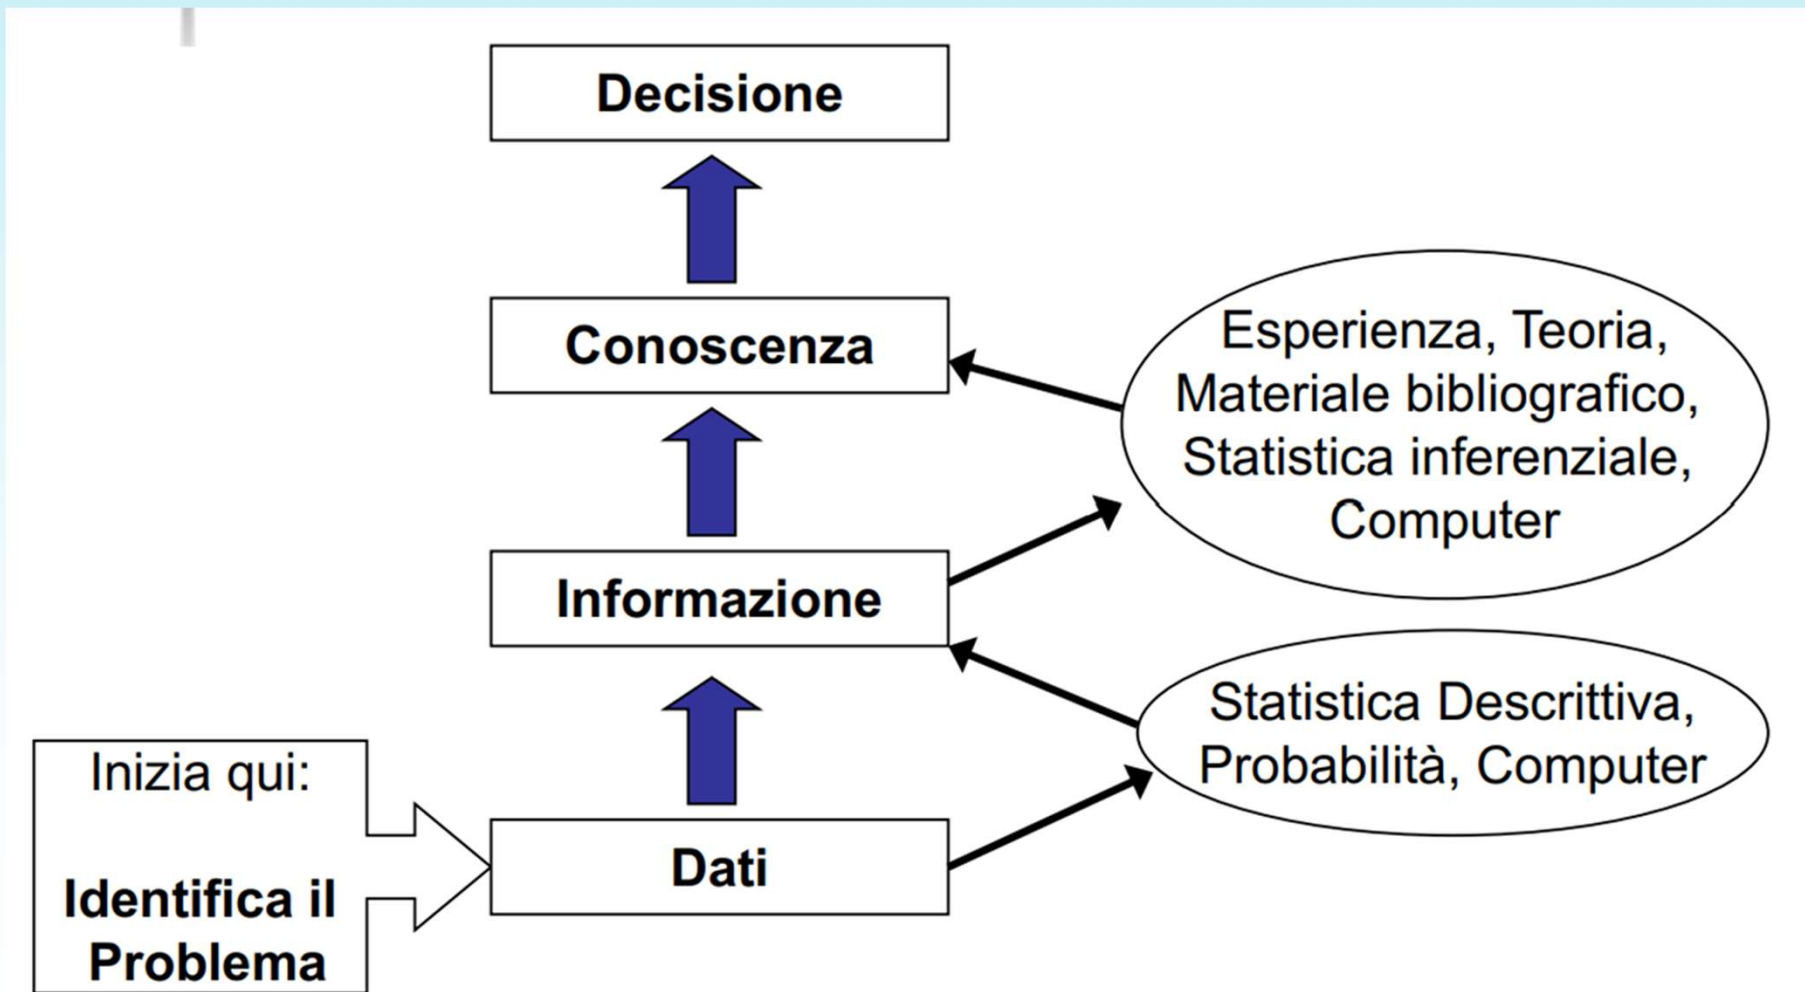 Decisione
Conoscenza
Esperienza, Teoria,
Materiale bibliografico,
Statistica inferenziale,
Computer
Informazione
Statistica Descrittiva,
Probabilità, Computer
Inizia qui:
Identifica il
Problema
Dati